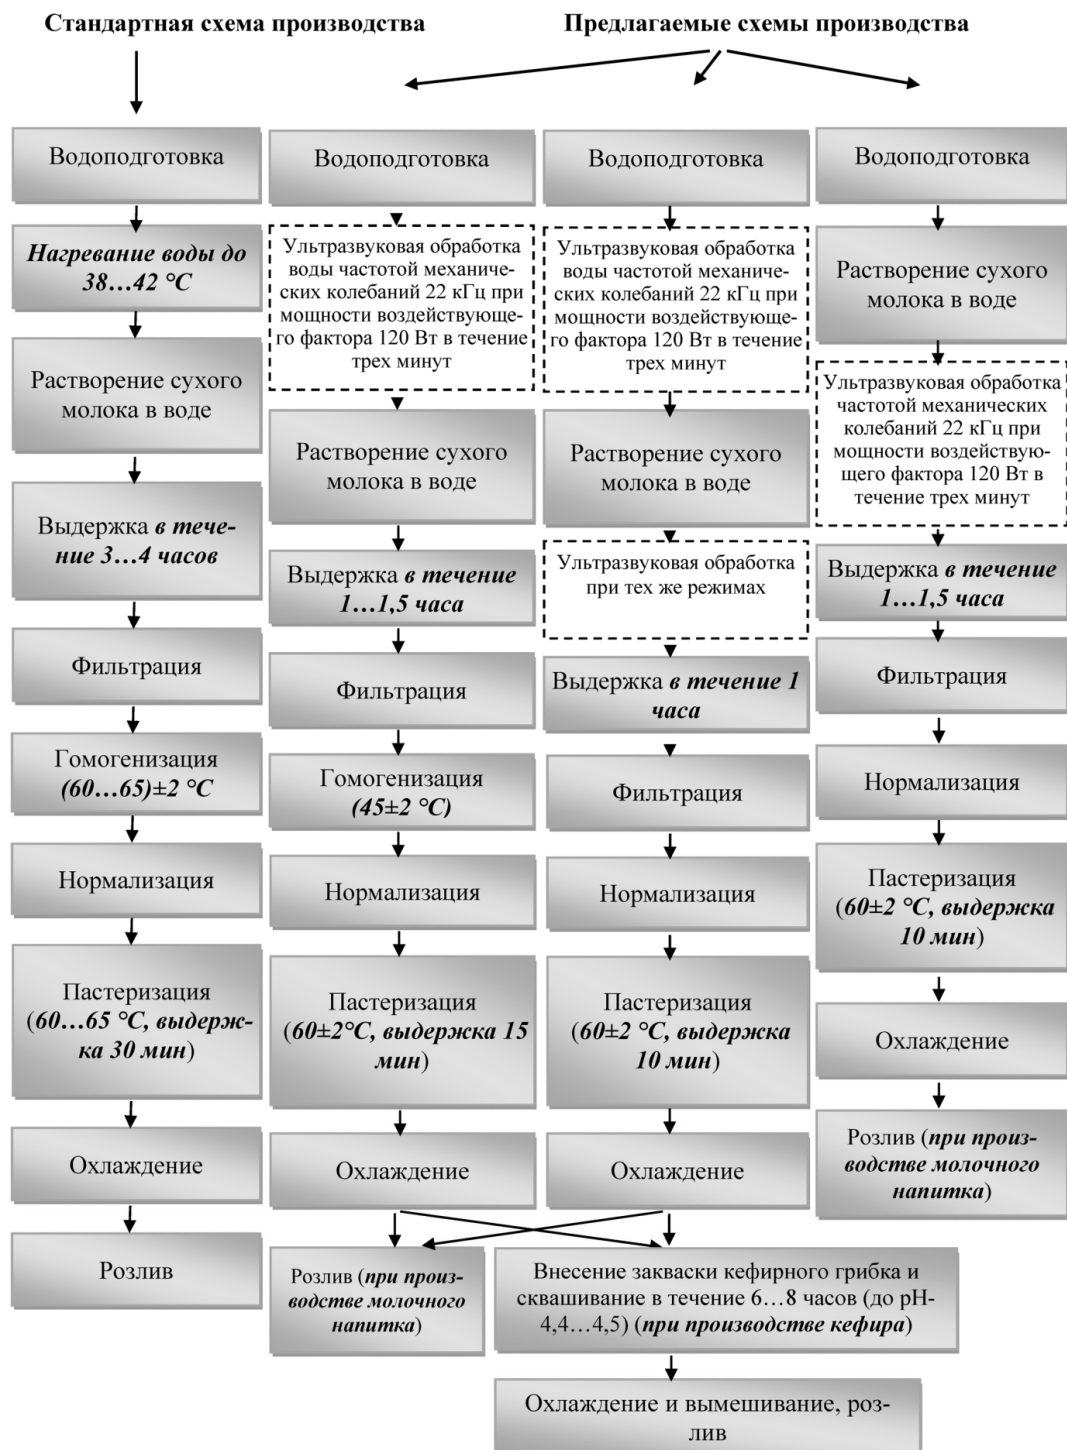 Стандартная схема производства
Предлагаемые схемы производства
Водоподготовка
Нагревание воды до
38…42 °С
Растворение сухого
молока в воде
Выдержка в тече-
ние 3…4 часов
Фильтрация
Гомогенизация
(60…65)±2 °С
Нормализация
Пастеризация
(60…65 °С, выдерж-
ка 30 мин)
Охлаждение
Розлив
Водоподготовка
Ультразвуковая обработка
воды частотой механиче-
ских колебаний 22 кГц при
мощности воздействующе-
го фактора 120 Вт в течение
трех минут
Растворение сухого
молока в воде
Выдержка в течение
1…1,5 часа
Фильтрация
Гомогенизация
(45±2 °С)
Нормализация
Пастеризация
(60±2°С, выдержка 15
мин)
Охлаждение
Розлив (при произ-
водстве молочного
напитка)
Водоподготовка
Ультразвуковая обработка
воды частотой механиче-
ских колебаний 22 кГц при
мощности воздействующе-
го фактора 120 Вт в течение
трех минут
Растворение сухого
молока в воде
Ультразвуковая обработка
при тех же режимах
Выдержка в течение 1
часа
Фильтрация
Нормализация
Пастеризация
(60±2 °С, выдержка
10 мин)
Охлаждение
Внесение закваски кефирного грибка и
сквашивание в течение 6…8 часов (до рН-
4,4…4,5) (при производстве кефира)
Охлаждение и вымешивание, роз-
лив
Водоподготовка
Растворение сухого
молока в воде
Ультразвуковая обработка
частотой механических
колебаний 22 кГц при
мощности воздействую-
щего фактора 120 Вт в
течение трех минут
Выдержка в течение
1…1,5 часа
Фильтрация
Нормализация
Пастеризация
(60±2 °С, выдержка
10 мин)
Охлаждение
Розлив (при произ-
водстве молочного
напитка)